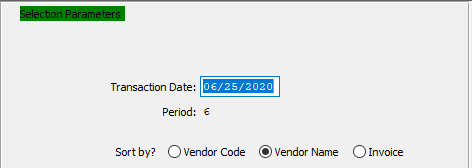 Selection Parameters
Transaction Date: 06/25/2020
Period: 6
Sort by? Vendor Code Vendor Name Invoice